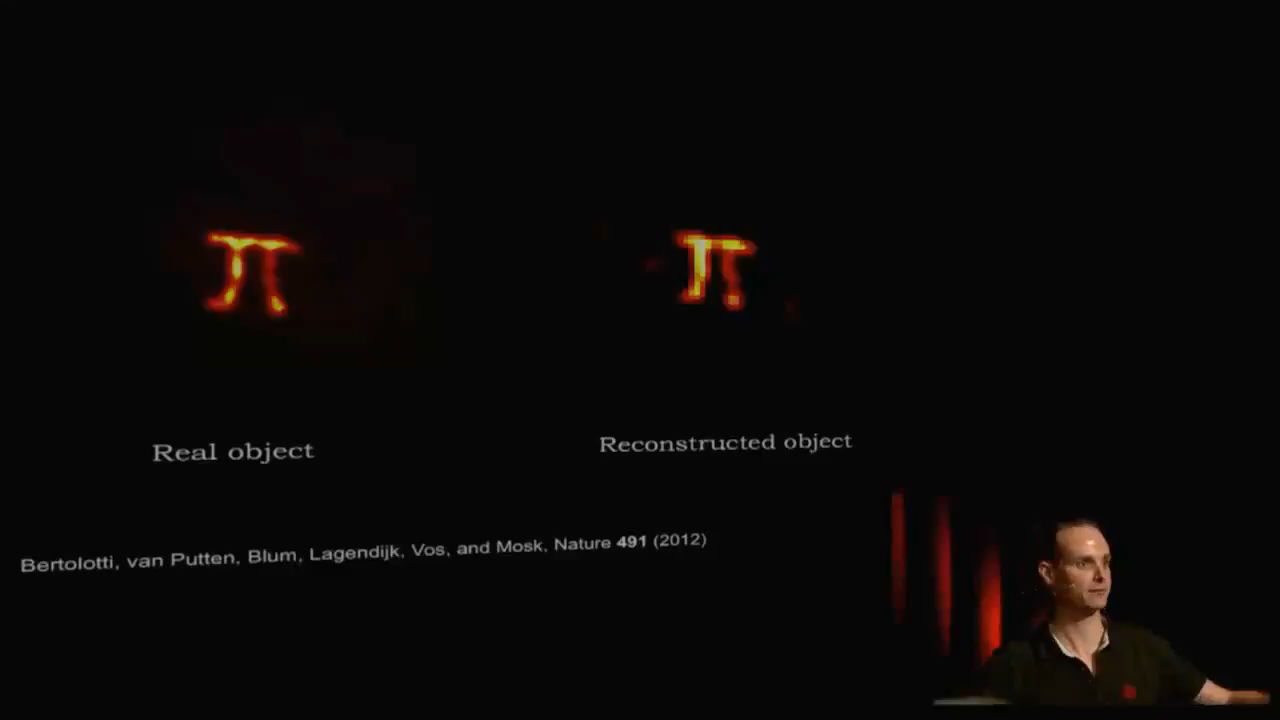 π π
Real object
Reconstructed object
Bertolotti, van Putten, Blum, Lagendijk, Vos, and Mosk, Nature 491 (2012)